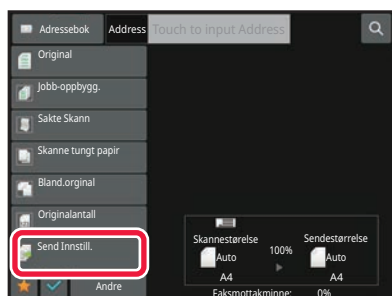 Adressebok Address Touch to input Address
Original
Jobb-oppbygg.
Sakte Skann
Skanne tungt papir
Bland.orginal
Originalantall
Send Innstill.
Andre
Skannestørelse 100% Sendestørrelse
Auto Auto
A4 A4
Faksmottakminne: 0%